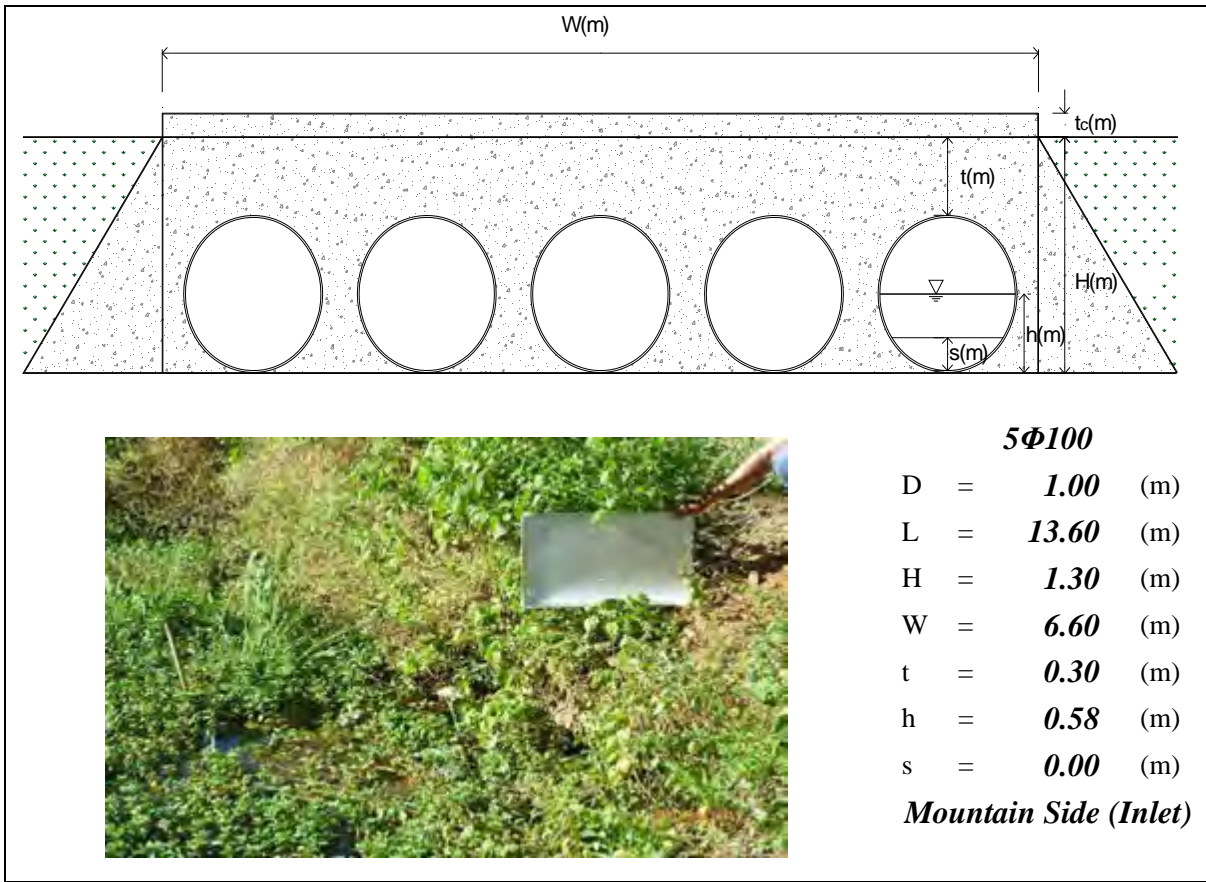 W(m)
tc(m)
t(m)
H(m)
h(m)
s(m)
5Φ100
D = 1.00 (m)
L = 13.60 (m)
H = 1.30 (m)
W = 6.60 (m)
t = 0.30 (m)
h = 0.58 (m)
s = 0.00 (m)
Mountain Side (Inlet)